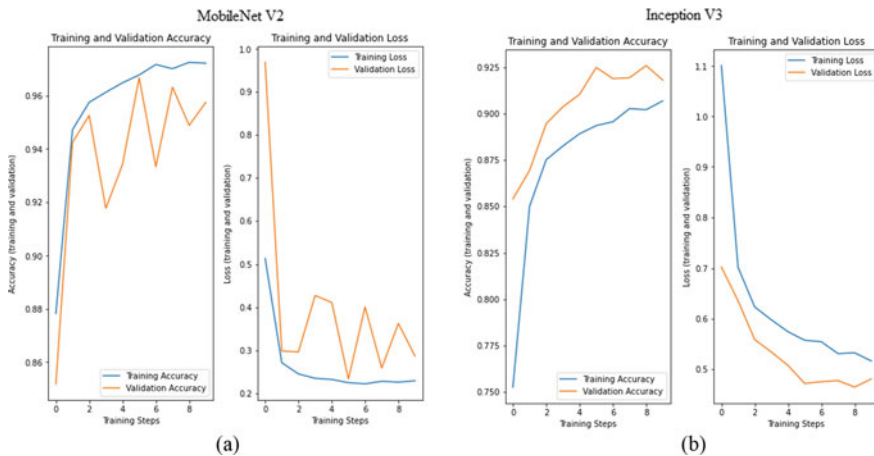 MobileNet V2
Training and Validation Accuracy
Accuracy (training and validation)
0.96
0.94
0.92
0.90
0.88
0.86
Training Accuracy
Validation Accuracy
0 2 4 6 8
Training Steps
Training and Validation Loss
Loss (training and validation)
1.0
0.9
0.8
0.7
0.6
0.5
0.4
0.3
0.2
Training Loss
Validation Loss
0 2 4 6 8
Training Steps
(a)
Inception V3
Training and Validation Accuracy
Accuracy (training and validation)
0.925
0.900
0.875
0.850
0.825
0.800
0.775
0.750
Training Accuracy
Validation Accuracy
0 2 4 6 8
Training Steps
Training and Validation Loss
Loss (training and validation)
1.1
1.0
0.9
0.8
0.7
0.6
0.5
Training Loss
Validation Loss
0 2 4 6 8
Training Steps
(b)